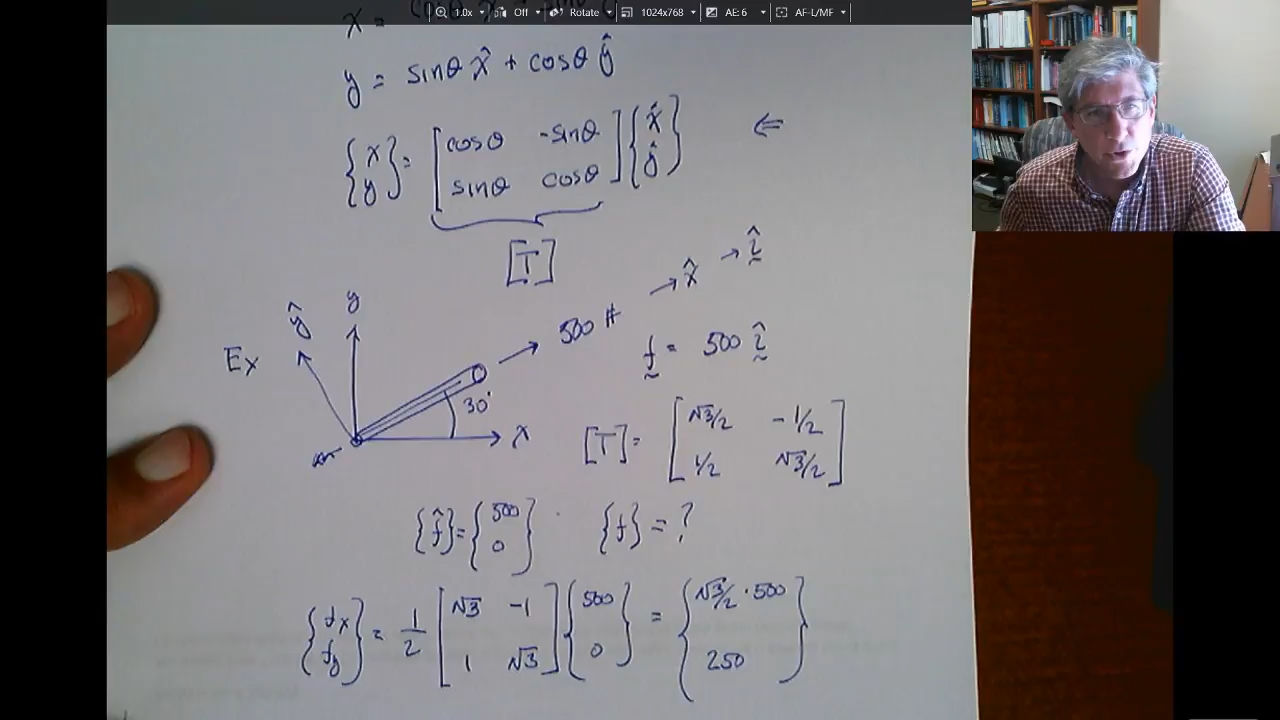 1.0x Off Rotate 1024x768 AE: 6 AF-L/MF
x =
y = sinθ x̂ + cosθ ŷ
{x y} = [cosθ -sinθ sinθ cosθ] {x̂ ŷ} ⇐
[T]
Ex ŷ y 500 # → x̂ → î
f = 500 î
30° x
[T] = [√3/2 -1/2 1/2 √3/2]
{f̂} = {500 0} {f} = ?
{fx fy} = 1/2 [√3 -1 1 √3] {500 0} = {√3/2 · 500 250}